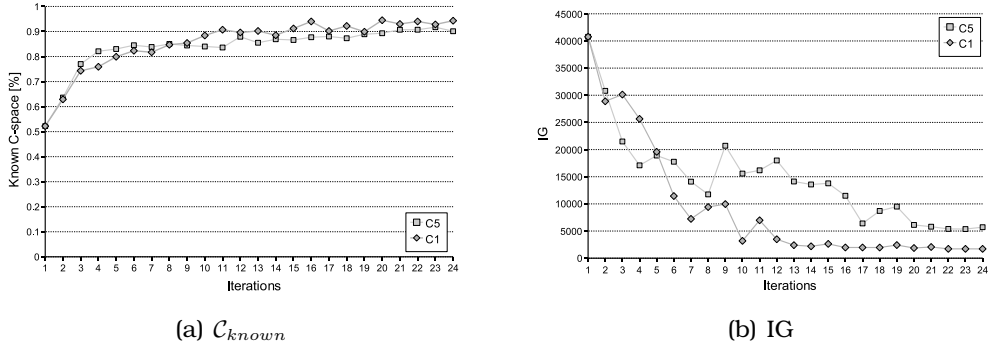 1
0.9
0.8
0.7
0.6
0.5
0.4
0.3
0.2
0.1
0
Known C-space [%]
C5
C1
1 2 3 4 5 6 7 8 9 10 11 12 13 14 15 16 17 18 19 20 21 22 23 24
Iterations
(a) C_known
45000
40000
35000
30000
25000
20000
15000
10000
5000
0
IG
C5
C1
1 2 3 4 5 6 7 8 9 10 11 12 13 14 15 16 17 18 19 20 21 22 23 24
Iterations
(b) IG